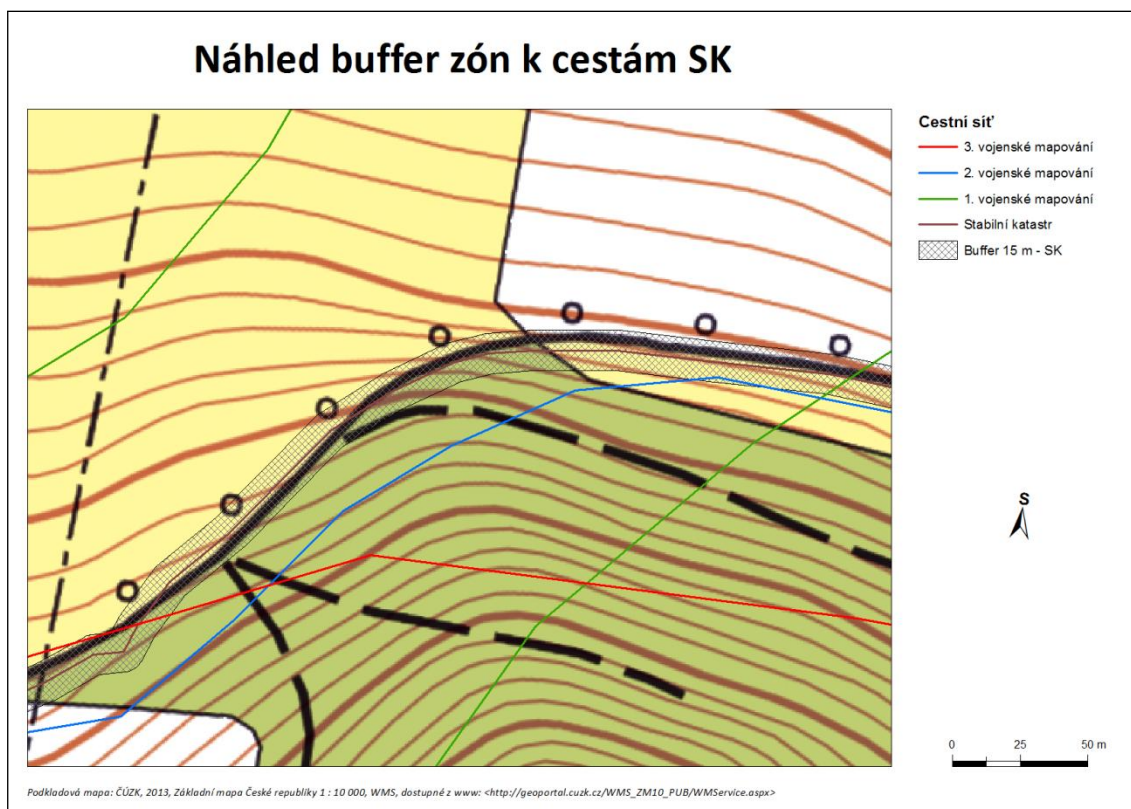 Náhled buffer zón k cestám SK
Cestní síť
3. vojenské mapování
2. vojenské mapování
1. vojenské mapování
Stabilní katastr
Buffer 15 m - SK
S
0 25 50 m
Podkladová mapa: ČÚZK, 2013, Základní mapa České republiky 1 : 10 000, WMS, dostupné z www: <http://geoportal.cuzk.cz/WMS_ZM10_PUB/WMService.aspx>